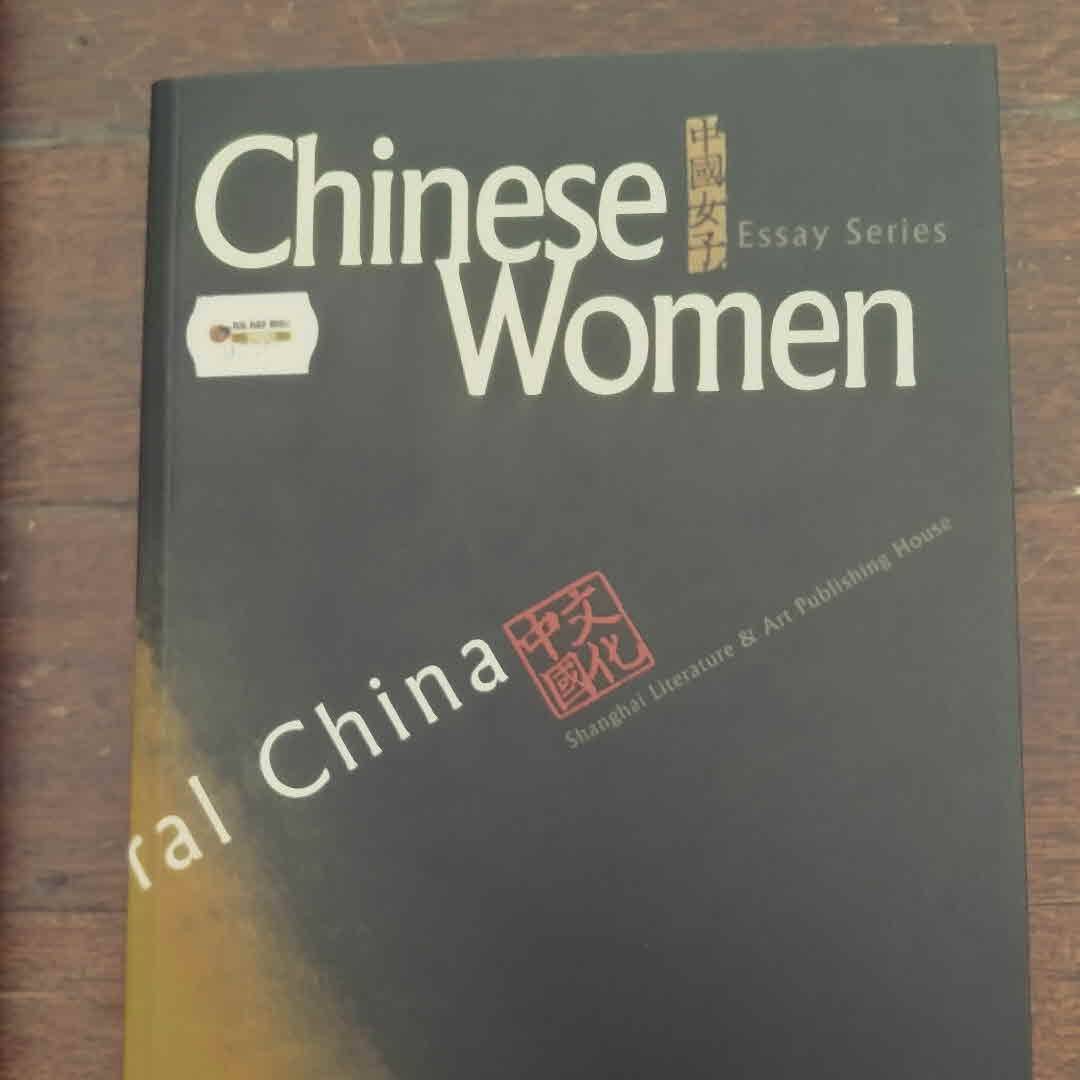 Chinese
Women
中國女子
Essay Series
ral China
文化
中國
Shanghai Literature & Art Publishing House